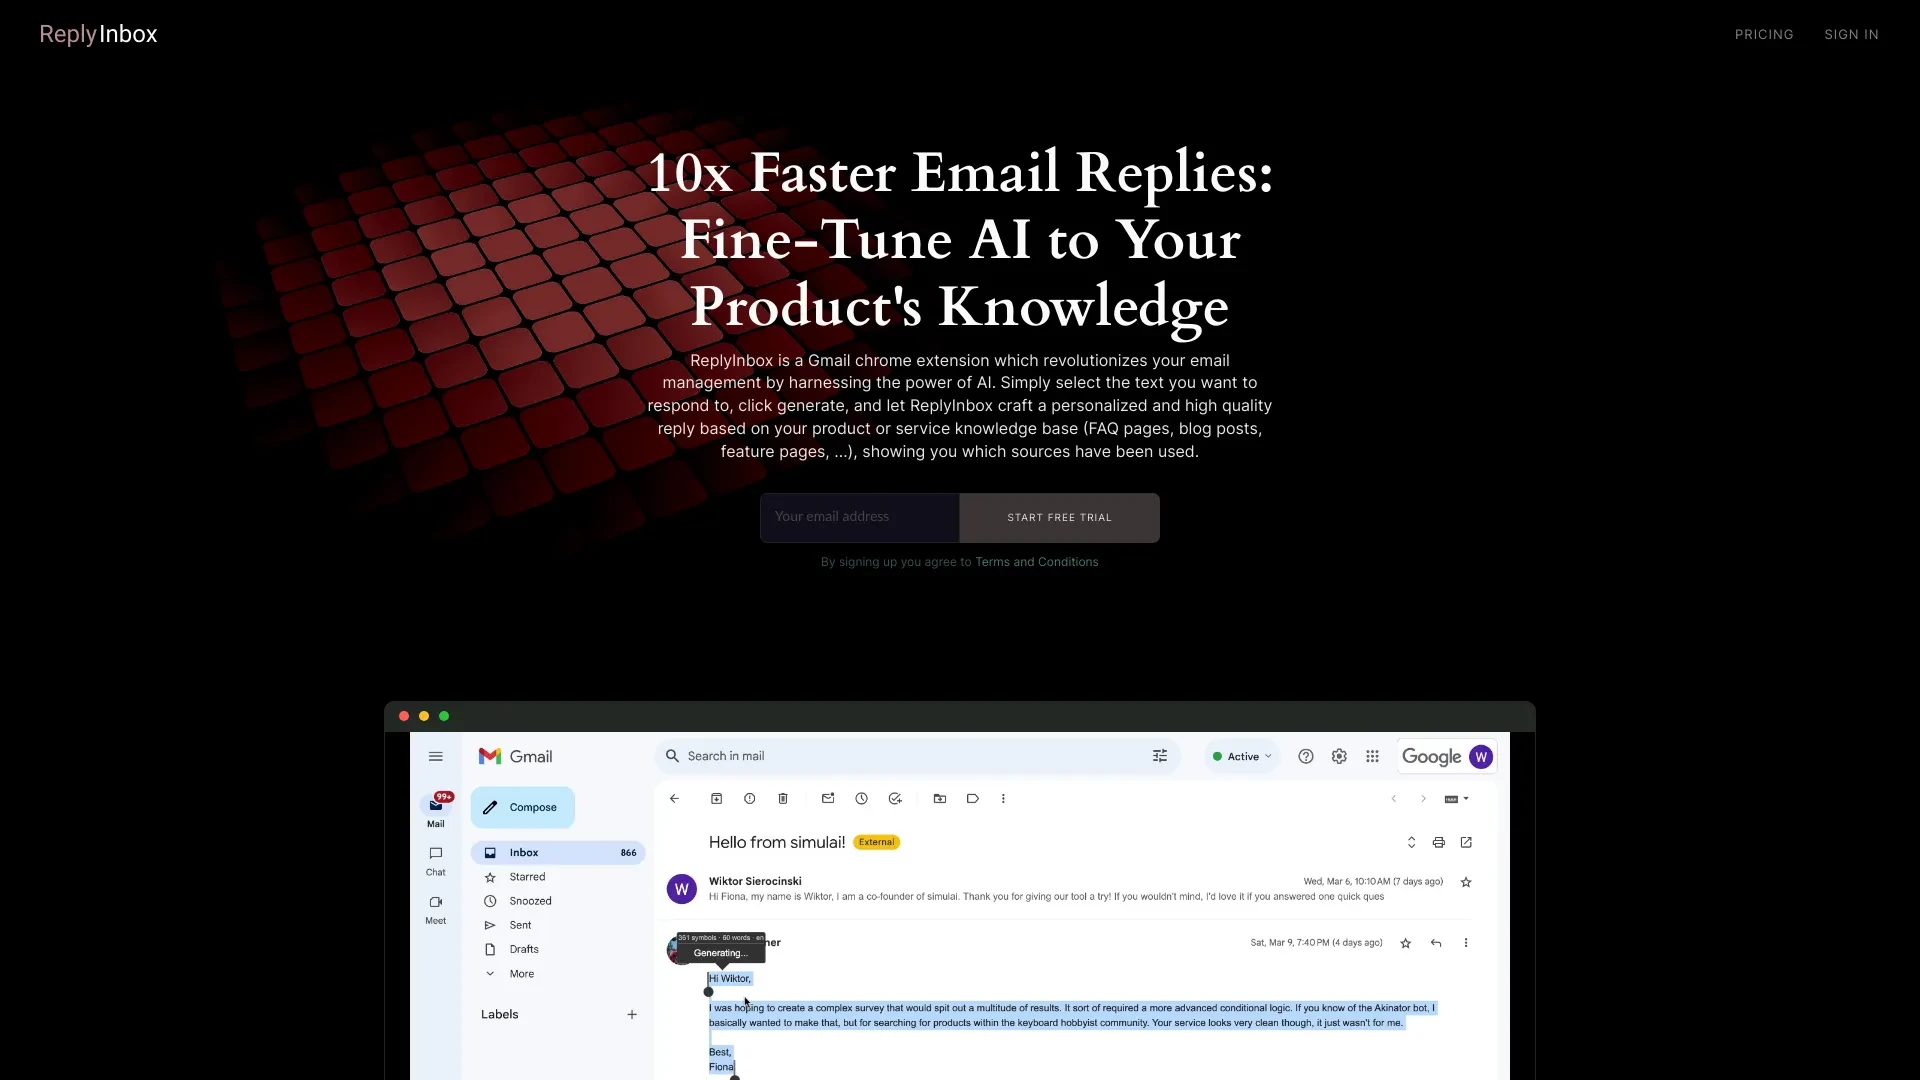 ReplyInbox
PRICING
SIGN IN
10x Faster Email Replies:
Fine-Tune AI to Your
Product's Knowledge
ReplyInbox is a Gmail chrome extension which revolutionizes your email
management by harnessing the power of AI. Simply select the text you want to
respond to, click generate, and let ReplyInbox craft a personalized and high quality
reply based on your product or service knowledge base (FAQ pages, blog posts,
feature pages, ...), showing you which sources have been used.
Your email address
START FREE TRIAL
By signing up you agree to Terms and Conditions
Gmail
Search in mail
Active
Google
W
99+
Mail
Chat
Meet
Compose
Inbox
866
Starred
Snoozed
Sent
Drafts
More
Labels
Hello from simulai!
External
W
Wiktor Sierocinski
Wed, Mar 6, 10:10 AM (7 days ago)
Hi Fiona, my name is Wiktor, I am a co-founder of simulai. Thank you for giving our tool a try! If you wouldn't mind, I'd love it if you answered one quick ques
361 symbols · 60 words · en
Generating...
ner
Sat, Mar 9, 7:40 PM (4 days ago)
Hi Wiktor,
I was hoping to create a complex survey that would spit out a multitude of results. It sort of required a more advanced conditional logic. If you know of the Akinator bot, I
basically wanted to make that, but for searching for products within the keyboard hobbyist community. Your service looks very clean though, it just wasn't for me.
Best,
Fiona